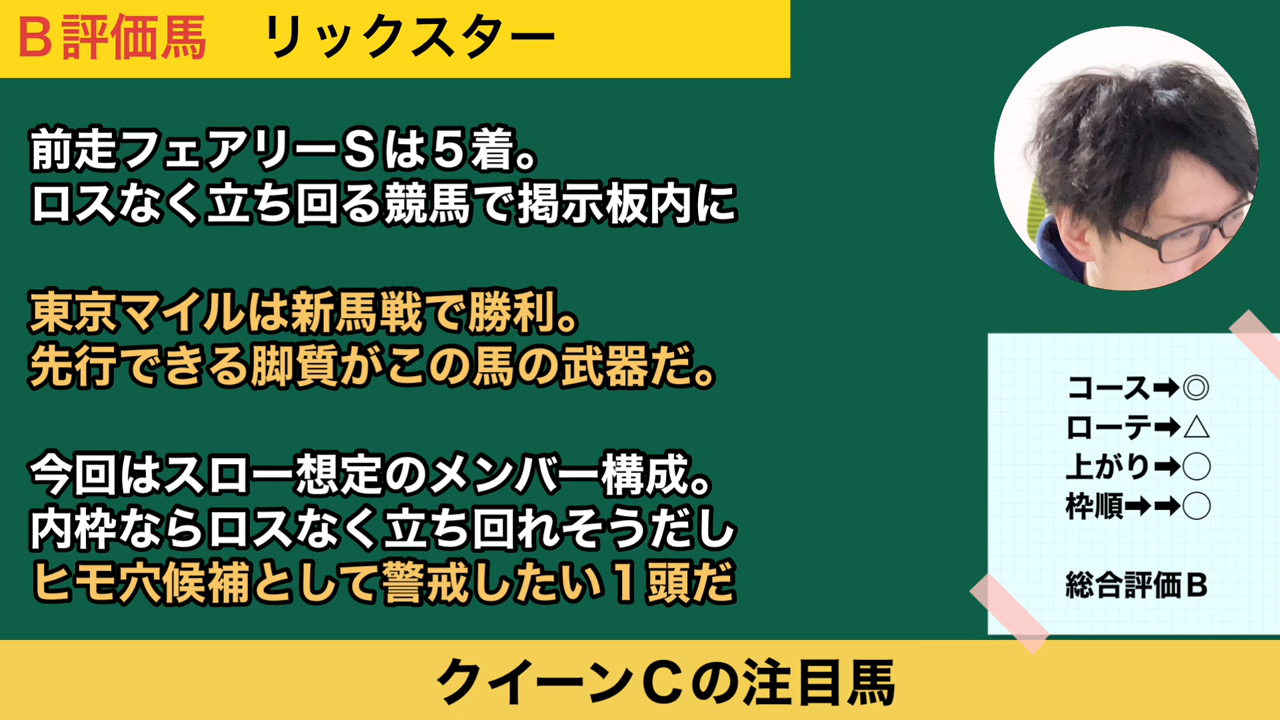 Ｂ評価馬　リックスター
前走フェアリーＳは５着。
ロスなく立ち回る競馬で掲示板内に
東京マイルは新馬戦で勝利。
先行できる脚質がこの馬の武器だ。
今回はスロー想定のメンバー構成。
内枠ならロスなく立ち回れそうだし
ヒモ穴候補として警戒したい１頭だ
コース➡◎
ローテ➡△
上がり➡◯
枠順➡➡◯
総合評価Ｂ
クイーンＣの注目馬